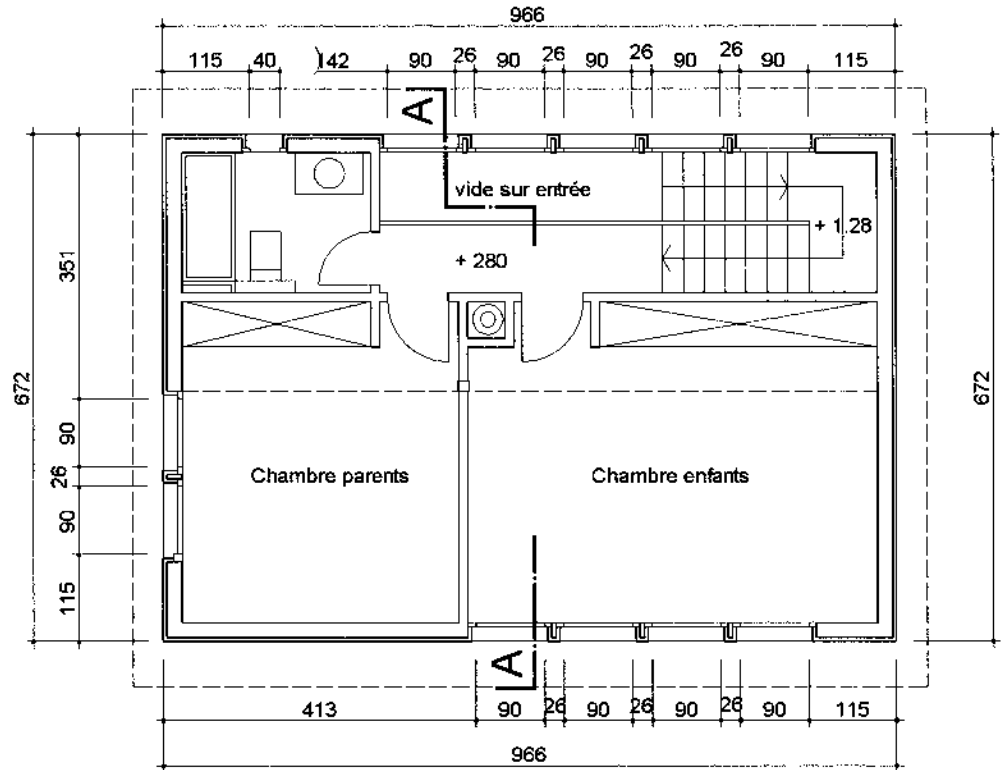 966
115 40 142 90 26 90 26 90 26 90 26 90 115
A
vide sur entrée
+ 1.28
+ 280
351
672
672
90
26
90
115
Chambre parents
Chambre enfants
A
413 90 26 90 26 90 26 90 115
966